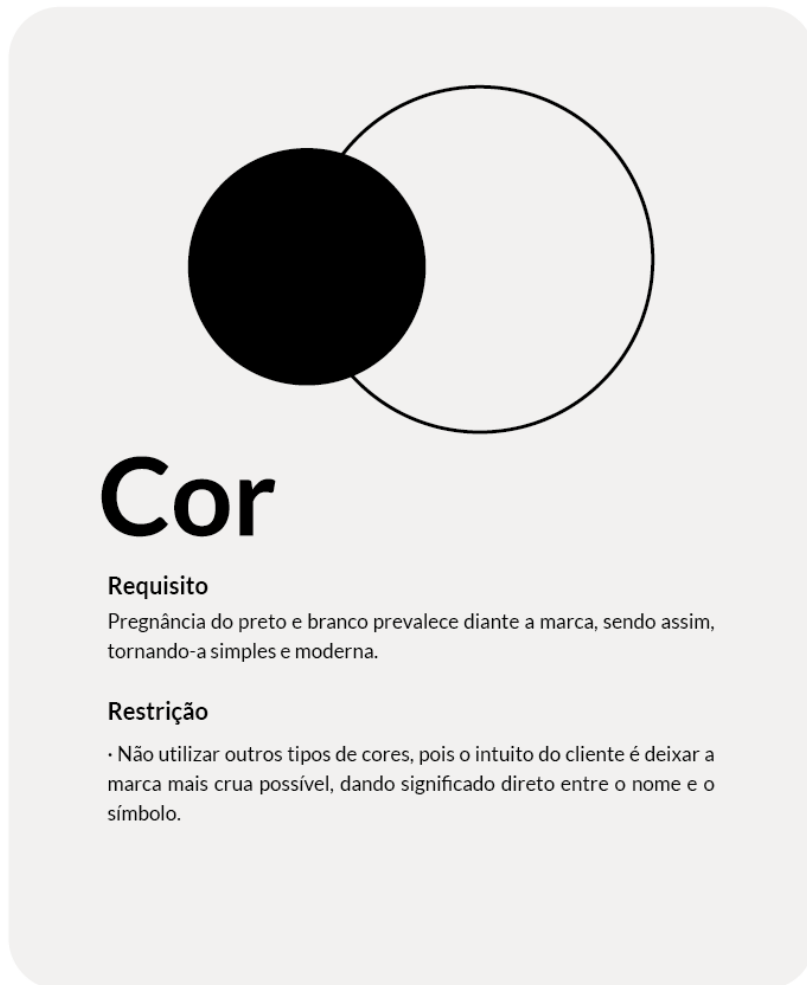 Cor
Requisito
Pregnância do preto e branco prevalece diante a marca, sendo assim,
tornando-a simples e moderna.
Restrição
· Não utilizar outros tipos de cores, pois o intuito do cliente é deixar a
marca mais crua possível, dando significado direto entre o nome e o
símbolo.